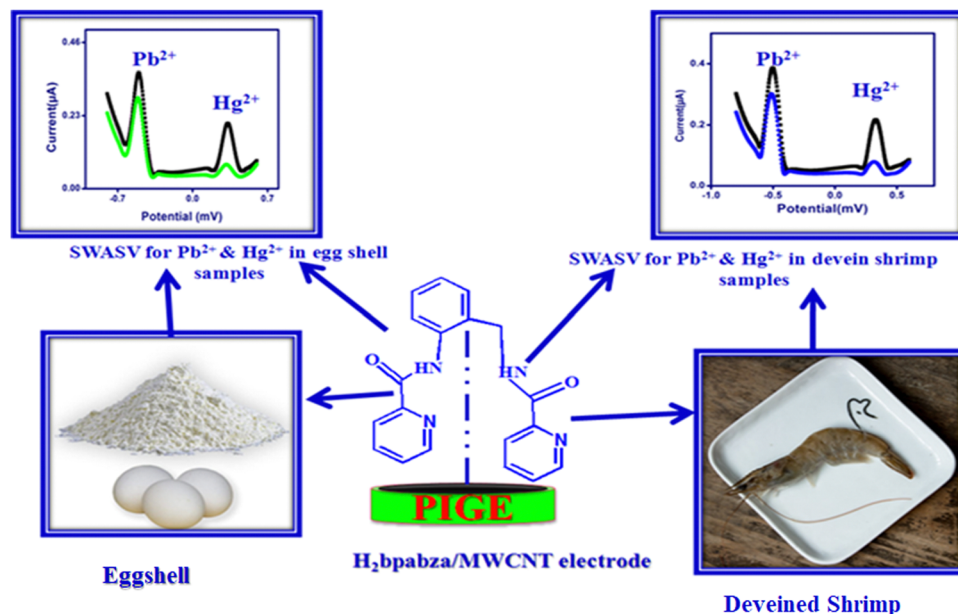 0.46
Pb²⁺
Hg²⁺
Current(µA)
0.23
0.00
-0.7
0.0
0.7
Potential (mV)
SWASV for Pb²⁺ & Hg²⁺ in egg shell
samples
0.4
Pb²⁺
Hg²⁺
Current(µA)
0.2
0.0
-1.0
-0.5
0.0
0.5
Potential(mV)
SWASV for Pb²⁺ & Hg²⁺ in devein shrimp
samples
O
HN
N
HN
O
N
PIGE
H₂bpabza/MWCNT electrode
Eggshell
Deveined Shrimp